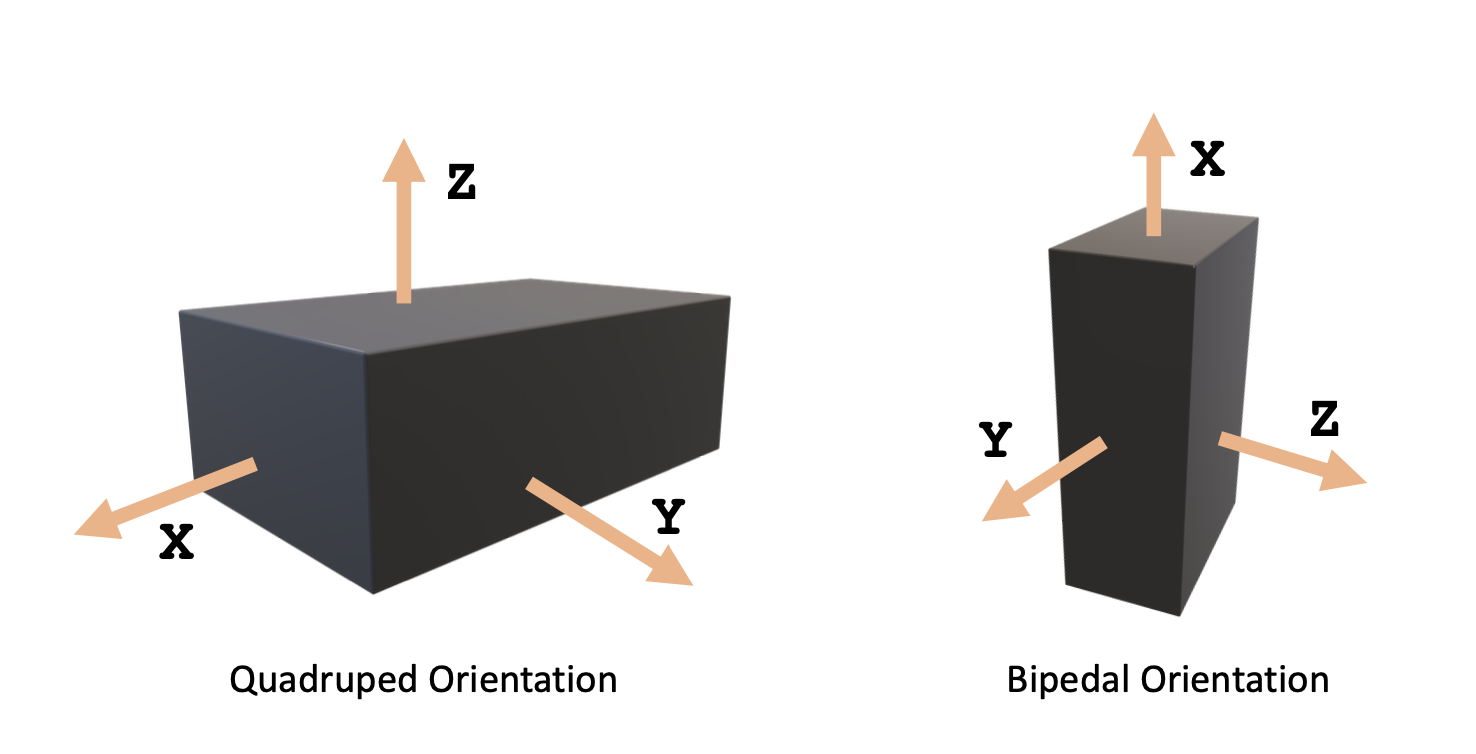 Z
X
Y
Quadruped Orientation
X
Y
Z
Bipedal Orientation